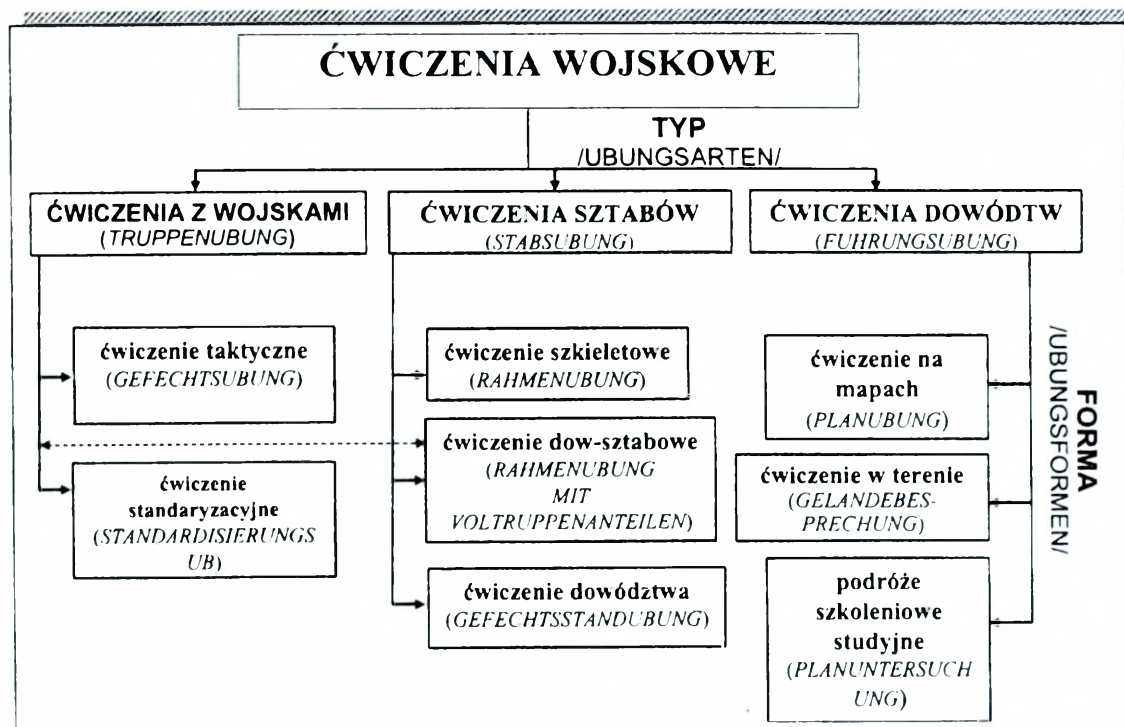 ĆWICZENIA WOJSKOWE
TYP
/UBUNGSARTEN/
ĆWICZENIA Z WOJSKAMI
(TRUPPENUBUNG)
ĆWICZENIA SZTABÓW
(STABSÜBUNG)
ĆWICZENIA DOWÓDTW
(FUHRUNGSÜBUNG)
ćwiczenie taktyczne
(GEFECHTSUBUNG)
ćwiczenie
standaryzacyjne
(STANDARDISIERUNGS
UB)
ćwiczenie szkieletowe
(RAHMENUBUNG)
ćwiczenie dow-sztabowe
(RAHMENUBUNG
MIT
VOLTRUPPENANTEILEN)
ćwiczenie dowództwa
(GEFECHTSSTANDUBUNG)
ćwiczenie na
mapach
(PLANUBUNG)
ćwiczenie w terenie
(GELANDEBES-
PRECHUNG)
podróże
szkoleniowe
studyjne
(PLANUNTERSUCH
UNG)
FORMA
/UBUNGSFORMEN/